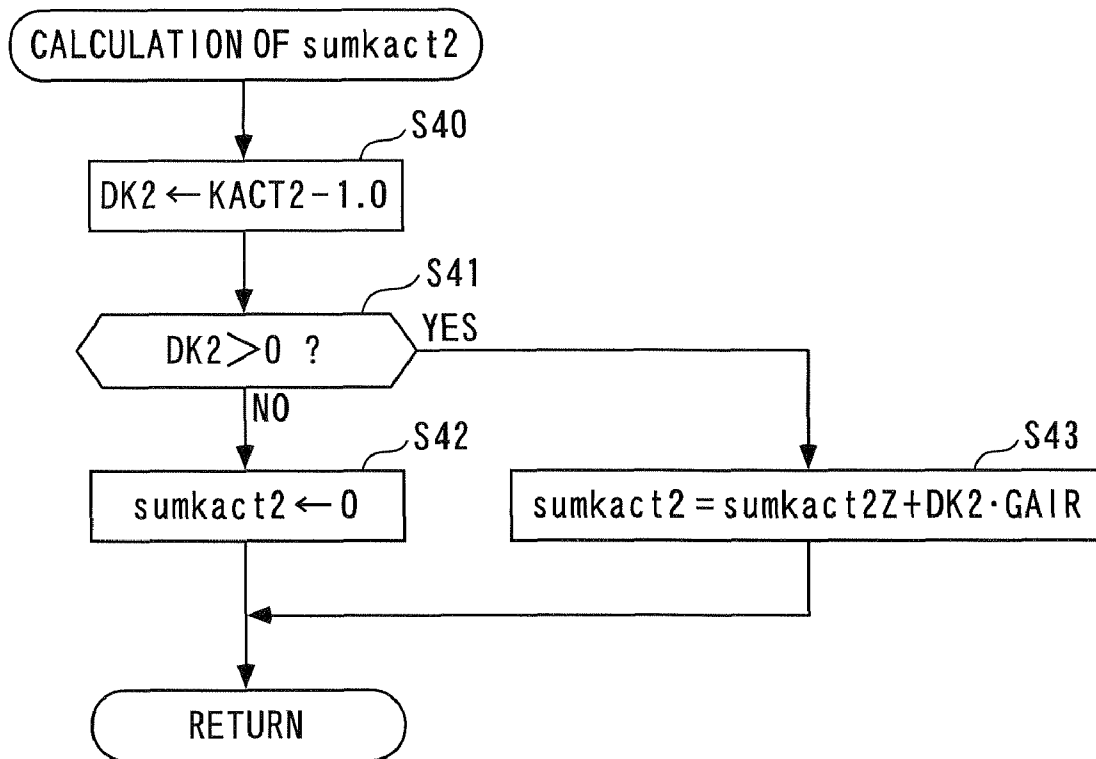 CALCULATION OF sumkact2
S40
DK2←KACT2-1.0
S41
DK2>0 ?
YES
NO
S42
sumkact2←0
S43
sumkact2=sumkact2Z+DK2·GAIR
RETURN